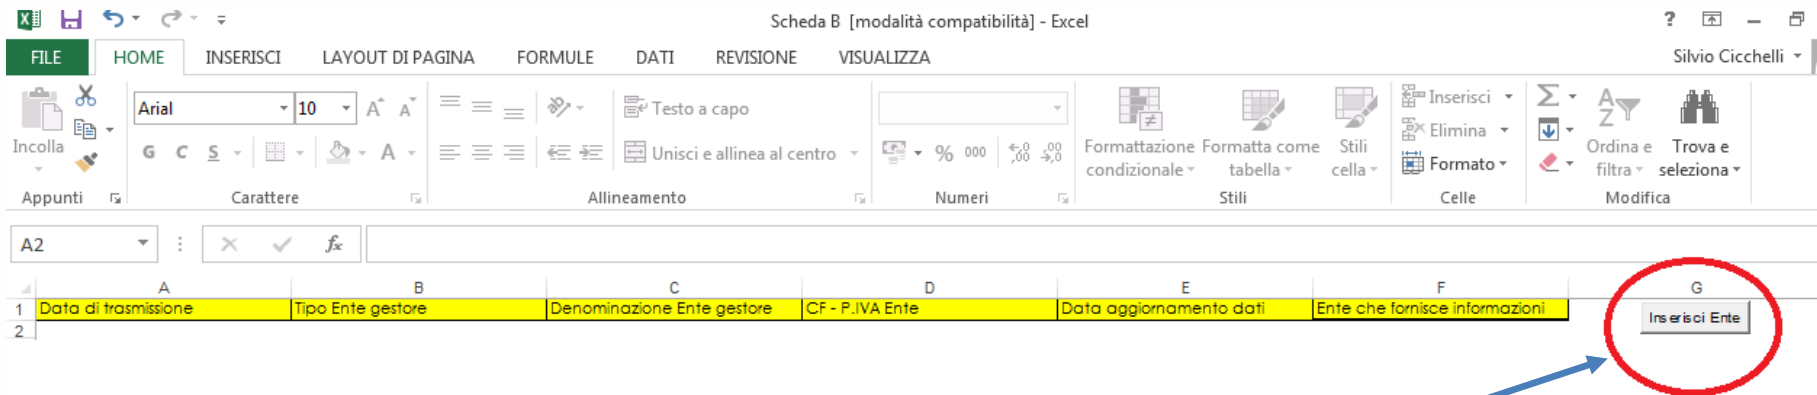 Scheda B  [modalità compatibilità] - Excel
?
FILE HOME INSERISCI LAYOUT DI PAGINA FORMULE DATI REVISIONE VISUALIZZA Silvio Cicchelli
Incolla
Appunti
Arial 10 A A
G C S A
Carattere
Testo a capo
Unisci e allinea al centro
Allineamento
% 000 ,00 ,0
Numeri
Formattazione condizionale
Formatta come tabella
Stili cella
Stili
Inserisci
Elimina
Formato
Celle
Σ
Ordina e filtra
Trova e seleziona
Modifica
A2 fx
A B C D E F G
1 Data di trasmissione Tipo Ente gestore Denominazione Ente gestore CF - P.IVA Ente Data aggiornamento dati Ente che fornisce informazioni Inserisci Ente
2